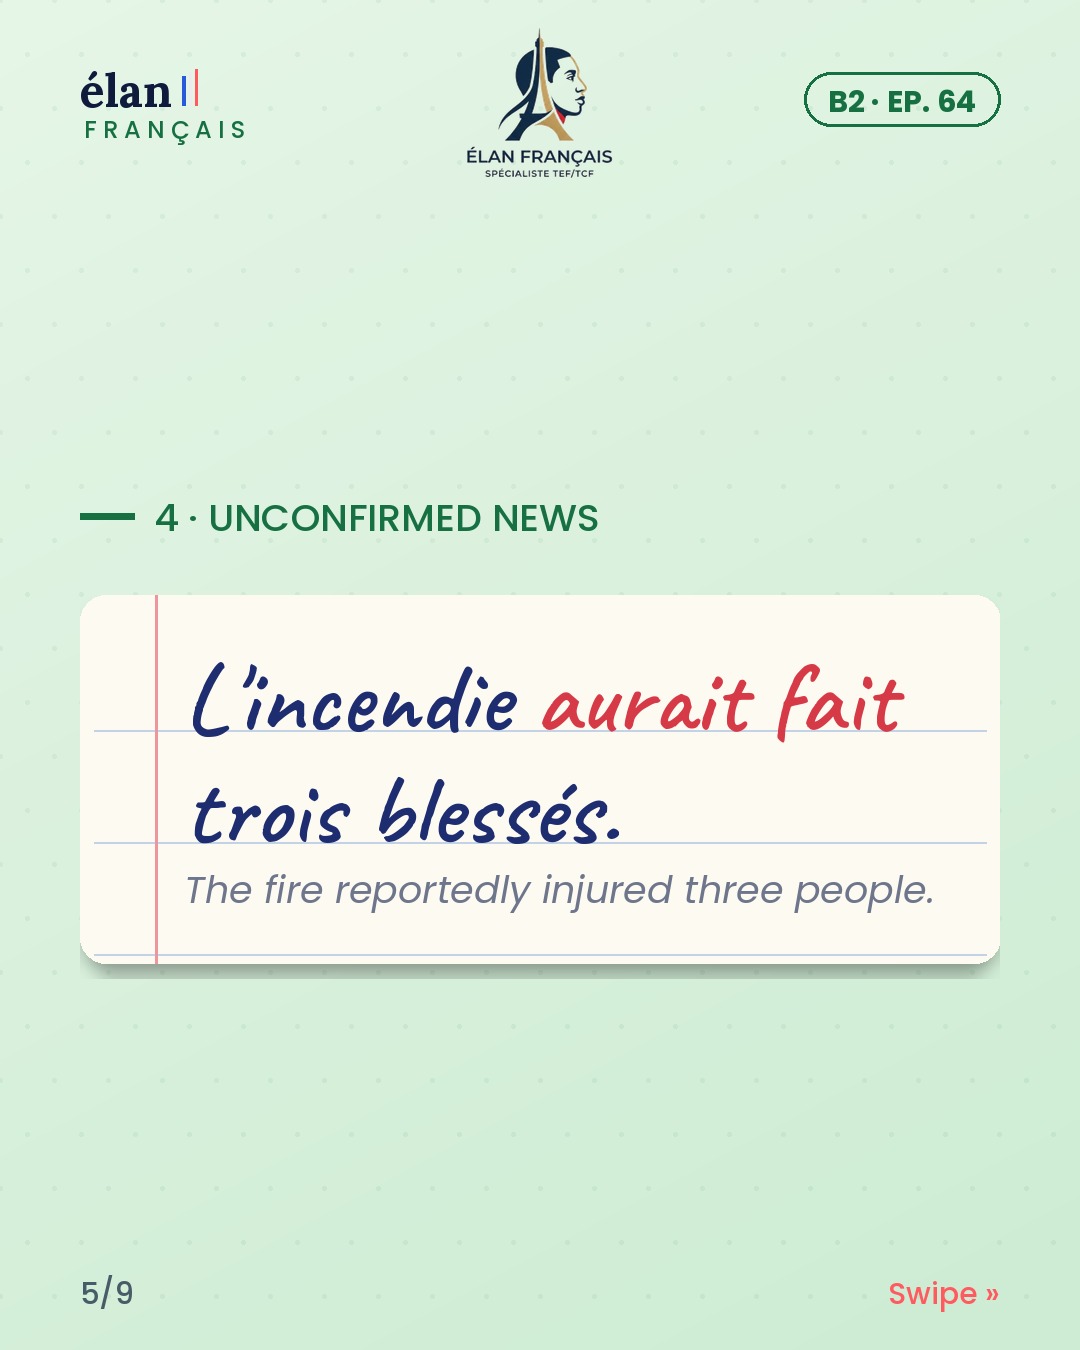 élan
FRANÇAIS
ÉLAN FRANÇAIS
SPÉCIALISTE TEF/TCF
B2 · EP. 64
4 · UNCONFIRMED NEWS
L'incendie aurait fait
trois blessés.
The fire reportedly injured three people.
5/9
Swipe »